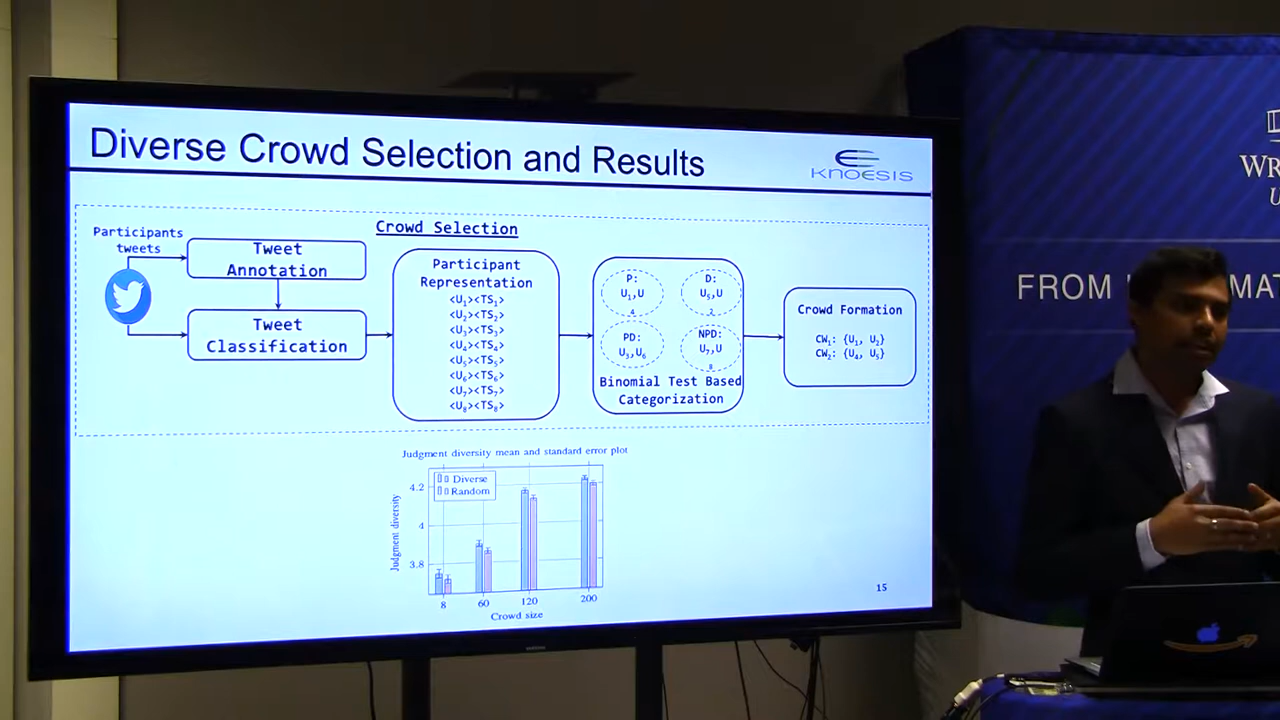 Diverse Crowd Selection and Results
KNOESIS
Crowd Selection
Participants
tweets
Tweet
Annotation
Tweet
Classification
Participant
Representation
<U1><TS1>
<U2><TS2>
<U3><TS3>
<U4><TS4>
<U5><TS5>
<U6><TS6>
<U7><TS7>
<U8><TS8>
P:
U1,U
4
D:
U5,U
2
PD:
U3,U6
NPD:
U7,U
8
Binomial Test Based
Categorization
Crowd Formation
CW1: {U1, U2}
CW2: {U4, U5}
Judgment diversity mean and standard error plot
Diverse
Random
Judgment diversity
4.2
4
3.8
8
60
120
200
Crowd size
15
WR
U
FROM
MAT